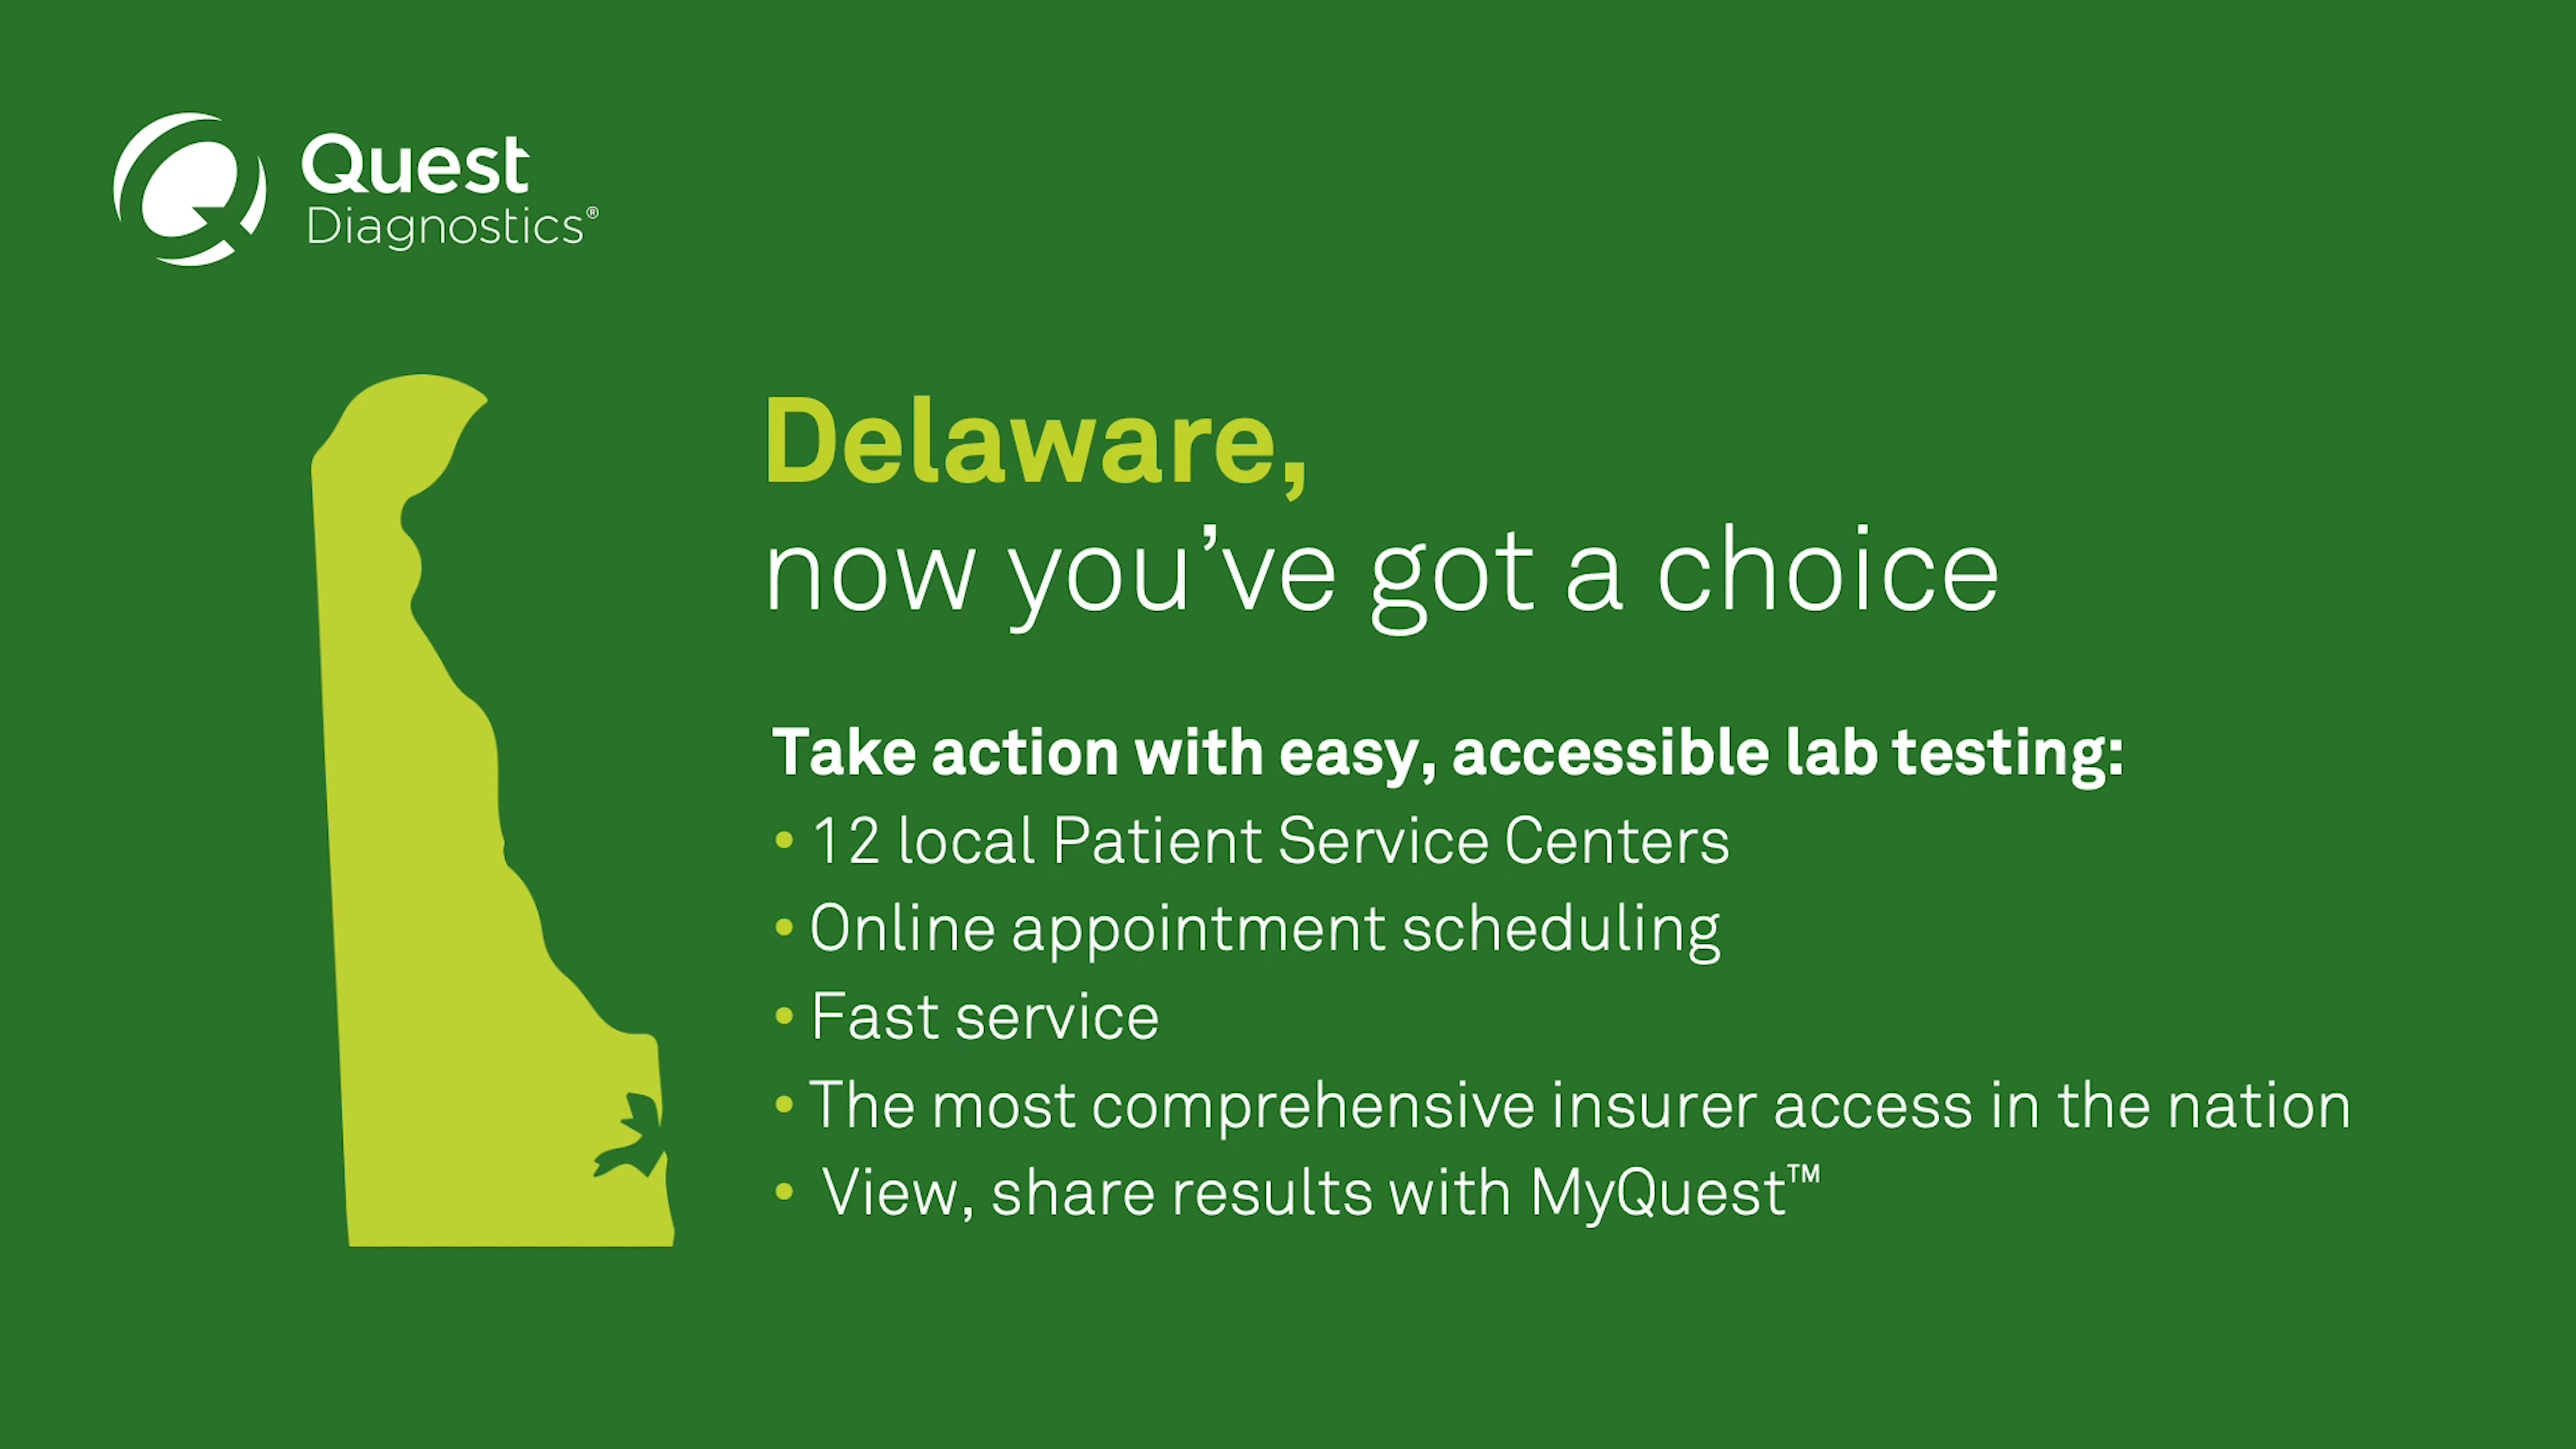 Quest
Diagnostics®
Delaware,
now you’ve got a choice
Take action with easy, accessible lab testing:
• 12 local Patient Service Centers
• Online appointment scheduling
• Fast service
• The most comprehensive insurer access in the nation
• View, share results with MyQuest™